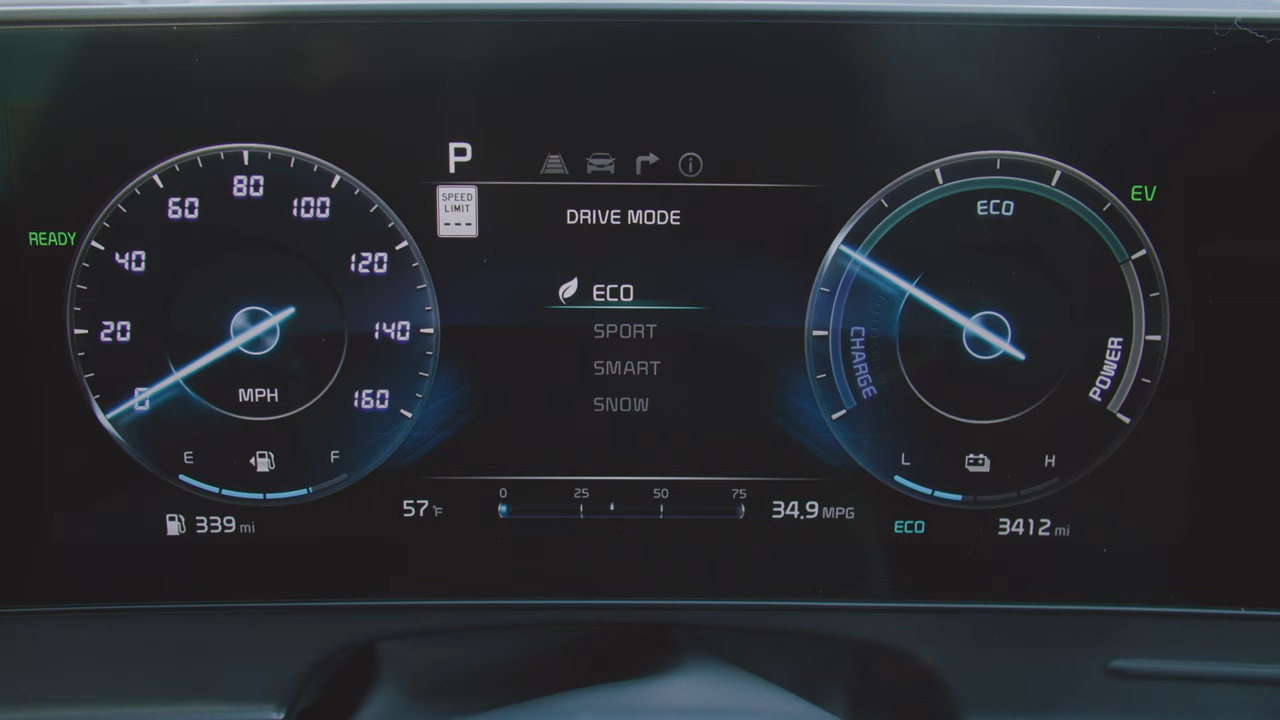 P
SPEED
LIMIT
---
READY
0
20
40
60
80
100
120
140
160
MPH
E
F
339 mi
DRIVE MODE
ECO
SPORT
SMART
SNOW
57°F
0 25 50 75
34.9 MPG
ECO
EV
CHARGE
POWER
L
H
ECO
3412 mi